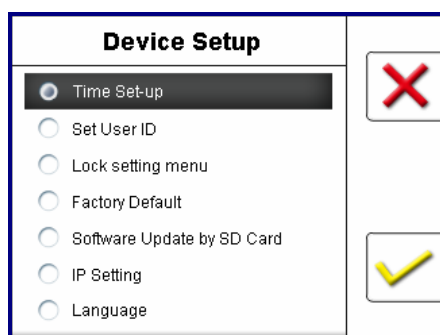 Device Setup
Time Set-up
Set User ID
Lock setting menu
Factory Default
Software Update by SD Card
IP Setting
Language